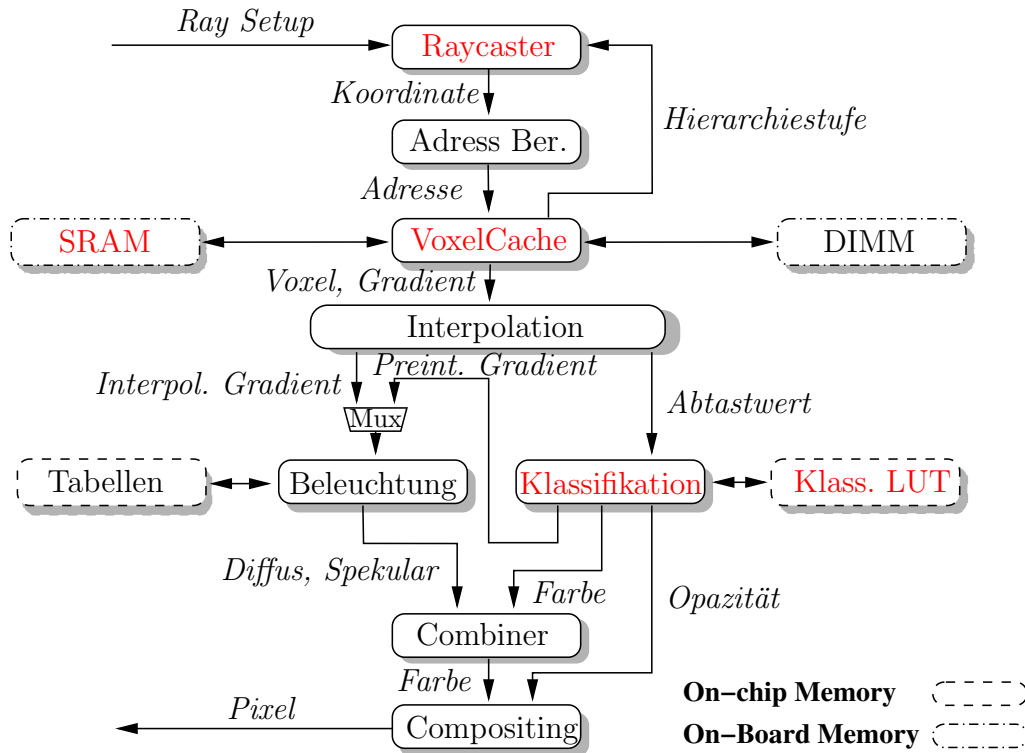 Ray Setup
Raycaster
Koordinate
Hierarchiestufe
Adress Ber.
Adresse
SRAM
VoxelCache
DIMM
Voxel, Gradient
Interpolation
Preint. Gradient
Interpol. Gradient
Abtastwert
Mux
Tabellen
Beleuchtung
Klassifikation
Klass. LUT
Diffus, Spekular
Farbe
Opazität
Combiner
Farbe
On-chip Memory
Pixel
Compositing
On-Board Memory